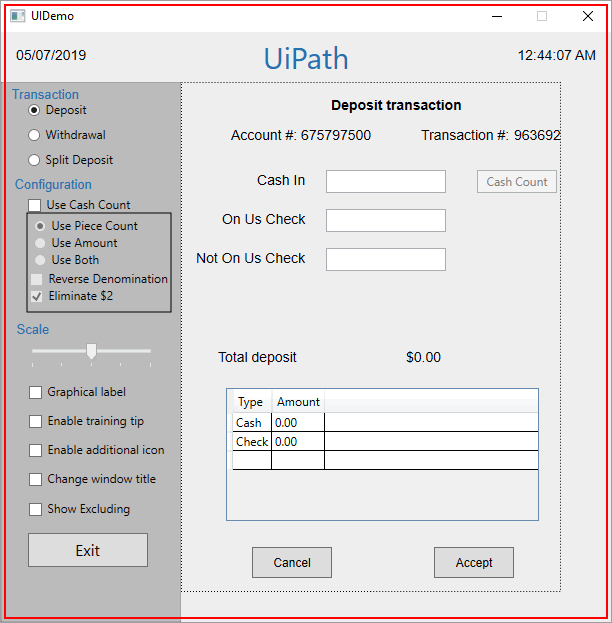 UIDemo
05/07/2019
UiPath
12:44:07 AM
Transaction
Deposit
Withdrawal
Split Deposit
Configuration
Use Cash Count
Use Piece Count
Use Amount
Use Both
Reverse Denomination
Eliminate $2
Scale
Graphical label
Enable training tip
Enable additional icon
Change window title
Show Excluding
Exit
Deposit transaction
Account #: 675797500 Transaction #: 963692
Cash In Cash Count
On Us Check
Not On Us Check
Total deposit $0.00
Type Amount
Cash 0.00
Check 0.00
Cancel Accept